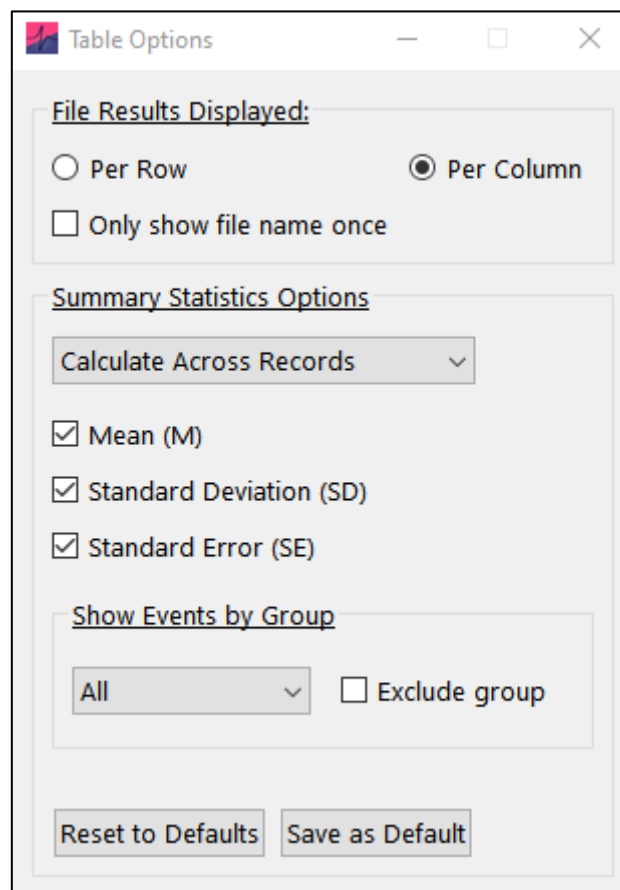 Table Options
File Results Displayed:
Per Row Per Column
Only show file name once
Summary Statistics Options
Calculate Across Records
Mean (M)
Standard Deviation (SD)
Standard Error (SE)
Show Events by Group
All Exclude group
Reset to Defaults Save as Default